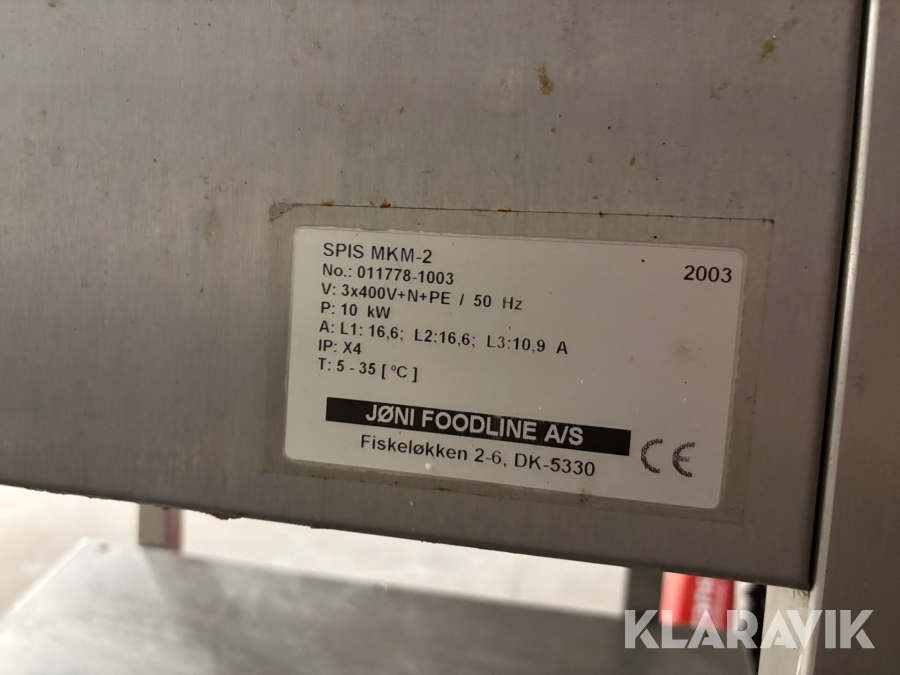 SPIS MKM-2
2003
No.: 011778-1003
V: 3x400V+N+PE / 50 Hz
P: 10 kW
A: L1: 16,6; L2:16,6; L3:10,9 A
IP: X4
T: 5 - 35 [ °C ]
JØNI FOODLINE A/S
Fiskeløkken 2-6, DK-5330
CE
KLARAVIK